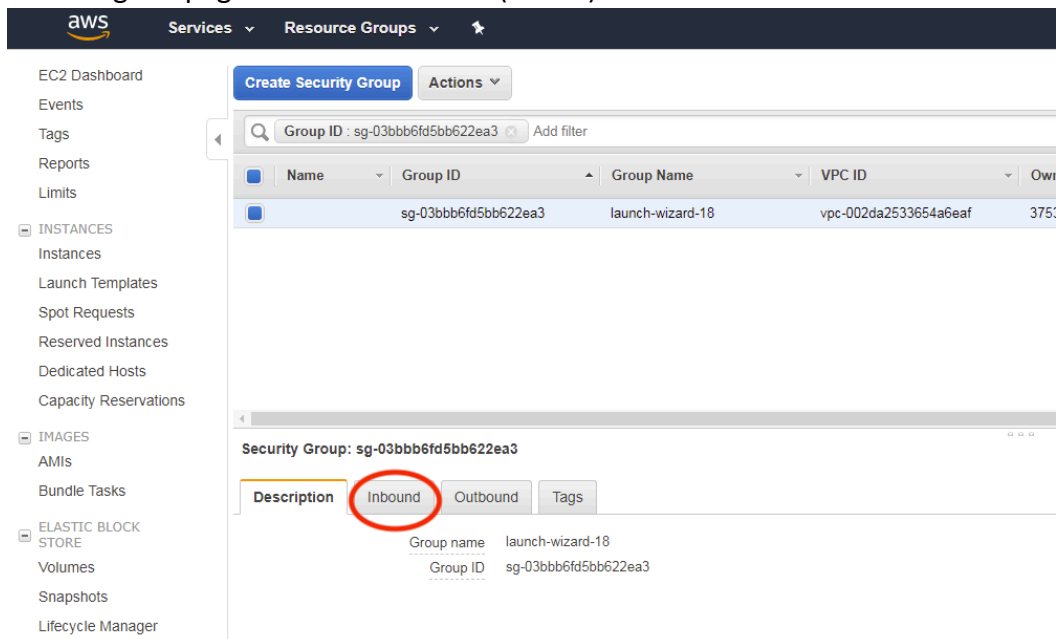 aws Services Resource Groups
EC2 Dashboard
Events
Tags
Reports
Limits
INSTANCES
Instances
Launch Templates
Spot Requests
Reserved Instances
Dedicated Hosts
Capacity Reservations
IMAGES
AMIs
Bundle Tasks
ELASTIC BLOCK
STORE
Volumes
Snapshots
Lifecycle Manager
Create Security Group Actions
Group ID : sg-03bbb6fd5bb622ea3 Add filter
Name Group ID Group Name VPC ID Own
sg-03bbb6fd5bb622ea3 launch-wizard-18 vpc-002da2533654a6eaf 3753
Security Group: sg-03bbb6fd5bb622ea3
Description Inbound Outbound Tags
Group name launch-wizard-18
Group ID sg-03bbb6fd5bb622ea3